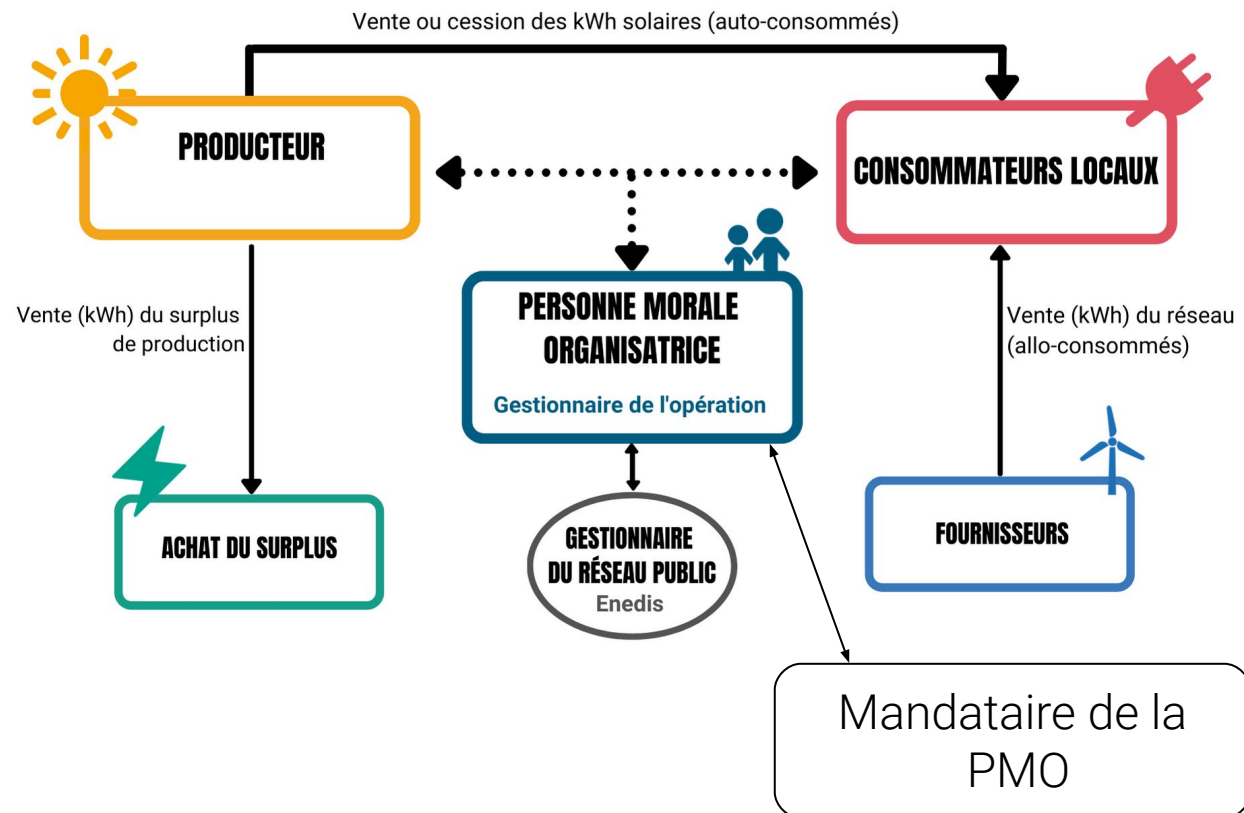 Vente ou cession des kWh solaires (auto-consommés)
PRODUCTEUR
CONSOMMATEURS LOCAUX
PERSONNE MORALE
ORGANISATRICE
Gestionnaire de l'opération
Vente (kWh) du surplus
de production
Vente (kWh) du réseau
(allo-consommés)
ACHAT DU SURPLUS
GESTIONNAIRE
DU RÉSEAU PUBLIC
Enedis
FOURNISSEURS
Mandataire de la
PMO